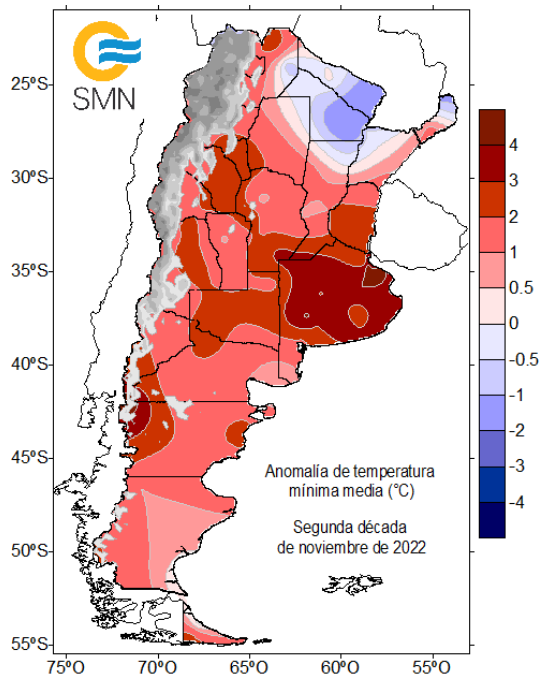 SMN
25ºS
30ºS
35ºS
40ºS
45ºS
50ºS
55ºS
75ºO
70ºO
65ºO
60ºO
55ºO
4
3
2
1
0.5
0
-0.5
-1
-2
-3
-4
Anomalía de temperatura
mínima media (°C)
Segunda década
de noviembre de 2022